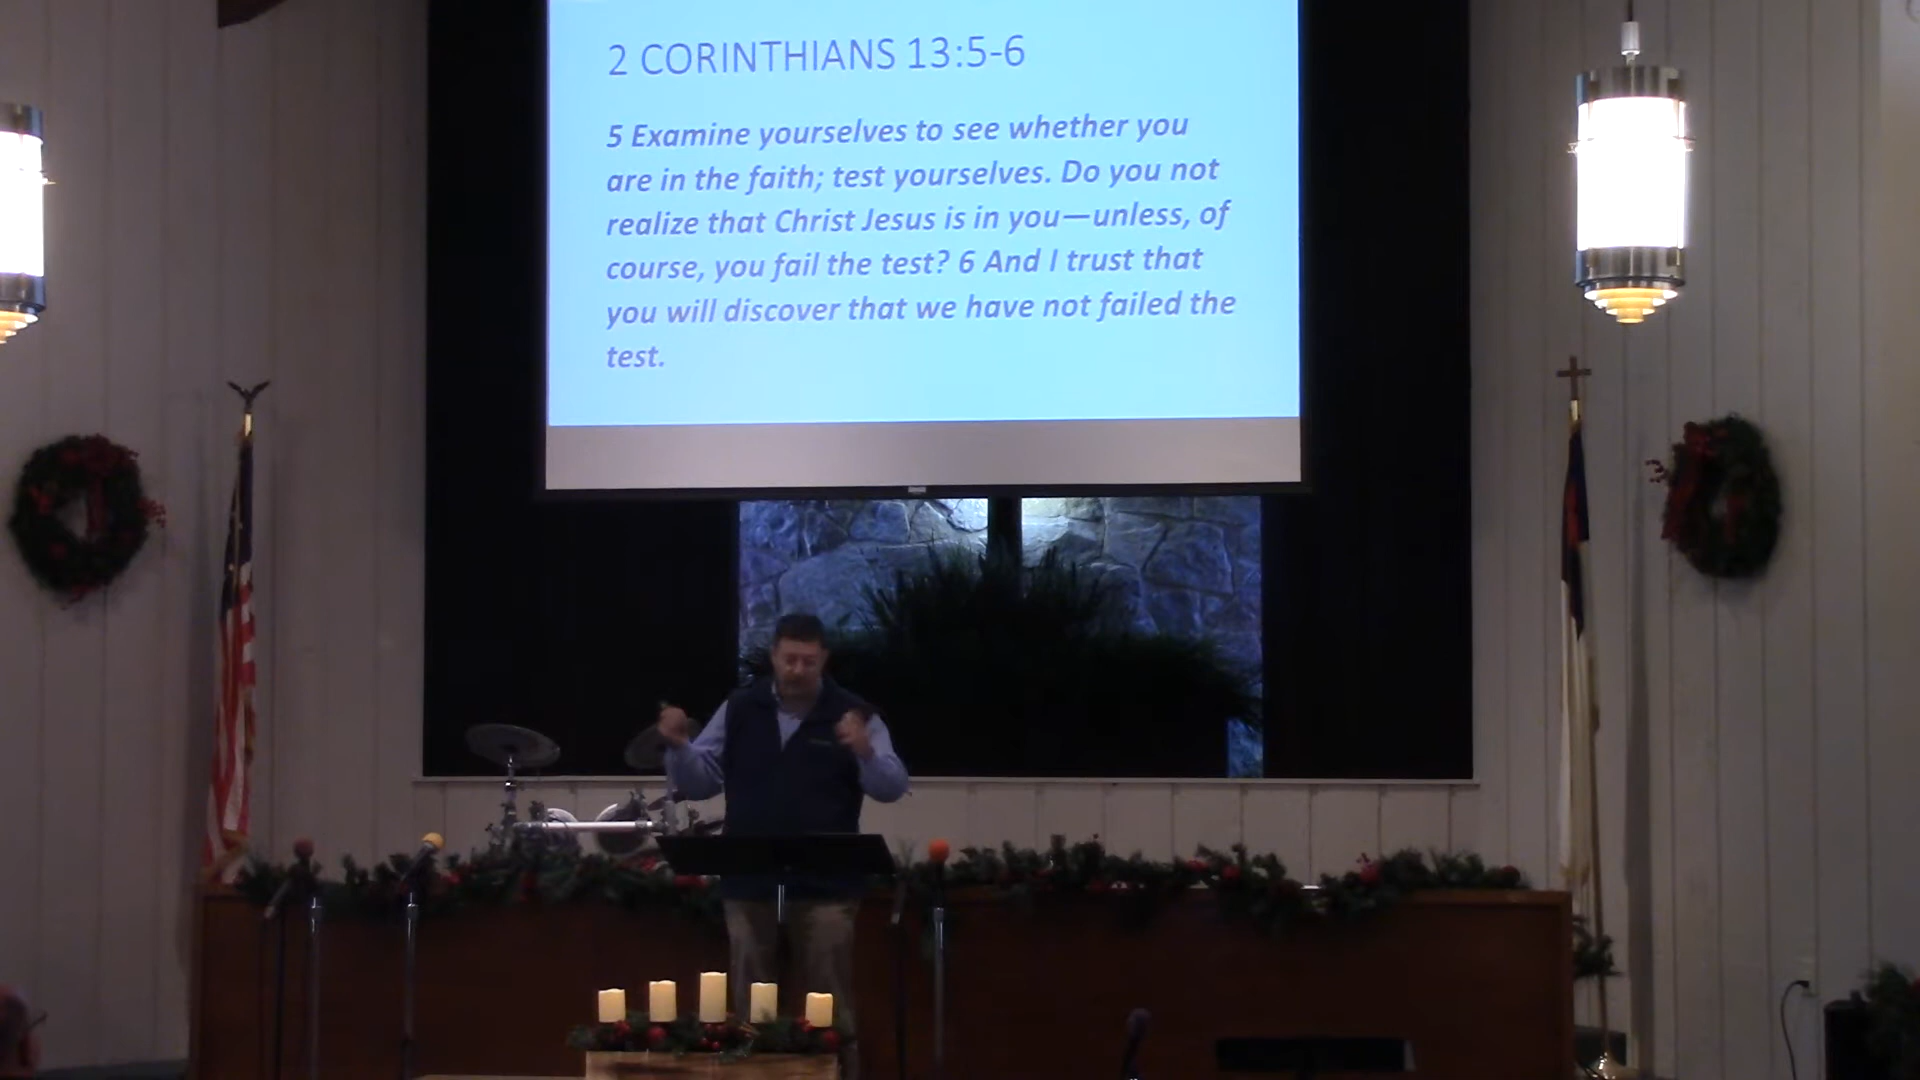 2 CORINTHIANS 13:5-6
5 Examine yourselves to see whether you
are in the faith; test yourselves. Do you not
realize that Christ Jesus is in you—unless, of
course, you fail the test? 6 And I trust that
you will discover that we have not failed the
test.